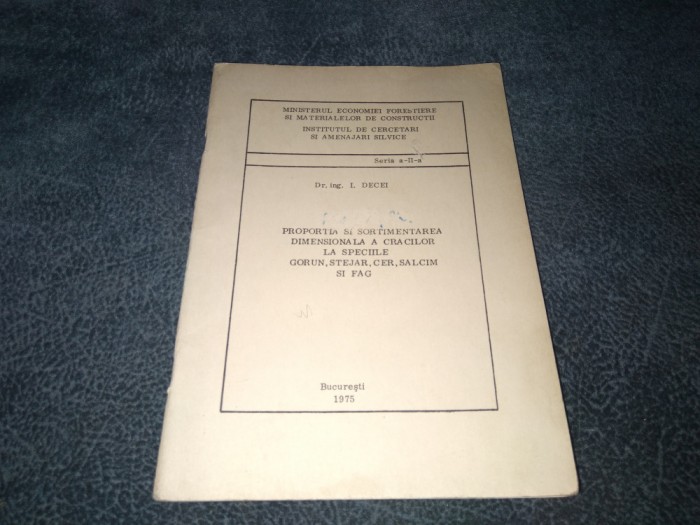 MINISTERUL ECONOMIEI FORESTIERE
SI MATERIALELOR DE CONSTRUCTII
INSTITUTUL DE CERCETARI
SI AMENAJARI SILVICE
Seria a-II-a
Dr. ing. I. DECEI
PROPORTIA SI SORTIMENTAREA
DIMENSIONALA A CRACILOR
LA SPECIILE
GORUN, STEJAR, CER, SALCIM
SI FAG
Bucureşti
1975